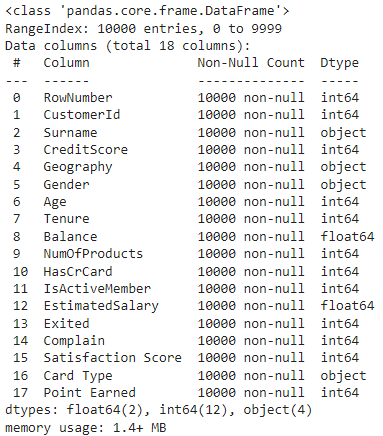 <class 'pandas.core.frame.DataFrame'>
RangeIndex: 10000 entries, 0 to 9999
Data columns (total 18 columns):
 #   Column              Non-Null Count  Dtype
---  ------              --------------  -----
 0   RowNumber           10000 non-null  int64
 1   CustomerId          10000 non-null  int64
 2   Surname             10000 non-null  object
 3   CreditScore         10000 non-null  int64
 4   Geography           10000 non-null  object
 5   Gender              10000 non-null  object
 6   Age                 10000 non-null  int64
 7   Tenure              10000 non-null  int64
 8   Balance             10000 non-null  float64
 9   NumOfProducts       10000 non-null  int64
 10  HasCrCard           10000 non-null  int64
 11  IsActiveMember      10000 non-null  int64
 12  EstimatedSalary     10000 non-null  float64
 13  Exited              10000 non-null  int64
 14  Complain            10000 non-null  int64
 15  Satisfaction Score  10000 non-null  int64
 16  Card Type           10000 non-null  object
 17  Point Earned        10000 non-null  int64
dtypes: float64(2), int64(12), object(4)
memory usage: 1.4+ MB